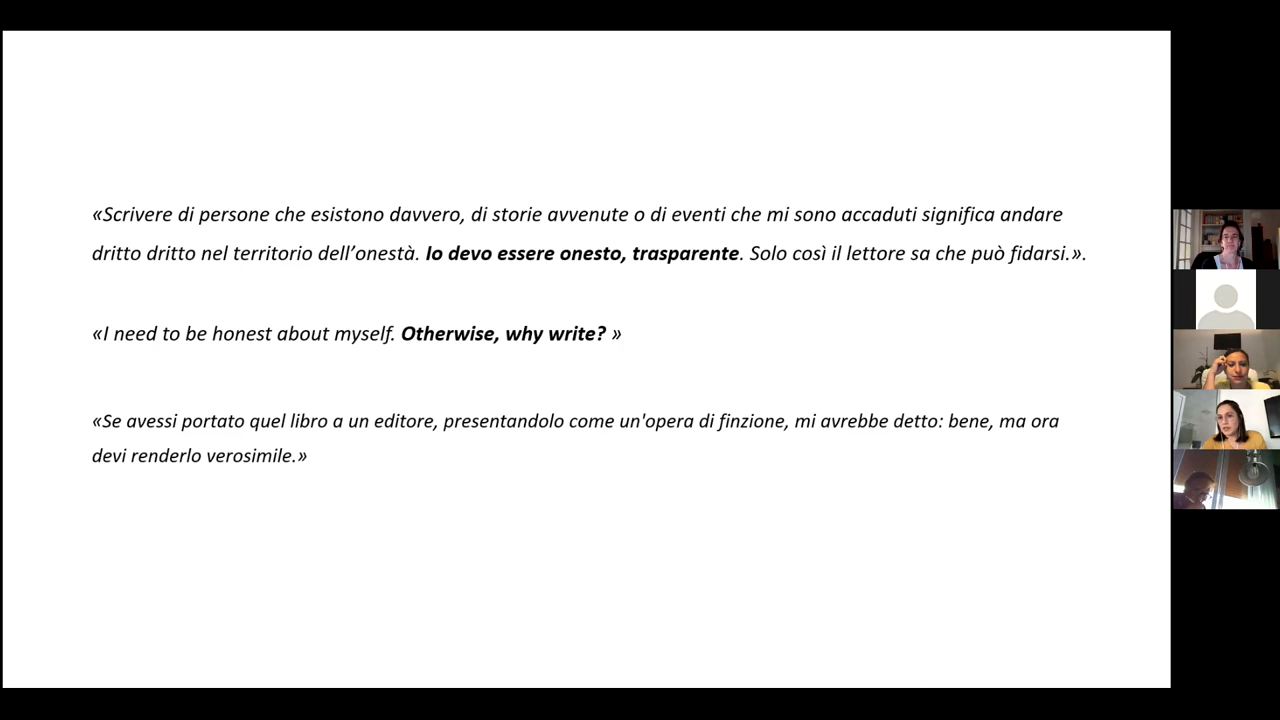 «Scrivere di persone che esistono davvero, di storie avvenute o di eventi che mi sono accaduti significa andare
dritto dritto nel territorio dell’onestà. Io devo essere onesto, trasparente. Solo così il lettore sa che può fidarsi.».
«I need to be honest about myself. Otherwise, why write? »
«Se avessi portato quel libro a un editore, presentandolo come un'opera di finzione, mi avrebbe detto: bene, ma ora
devi renderlo verosimile.»